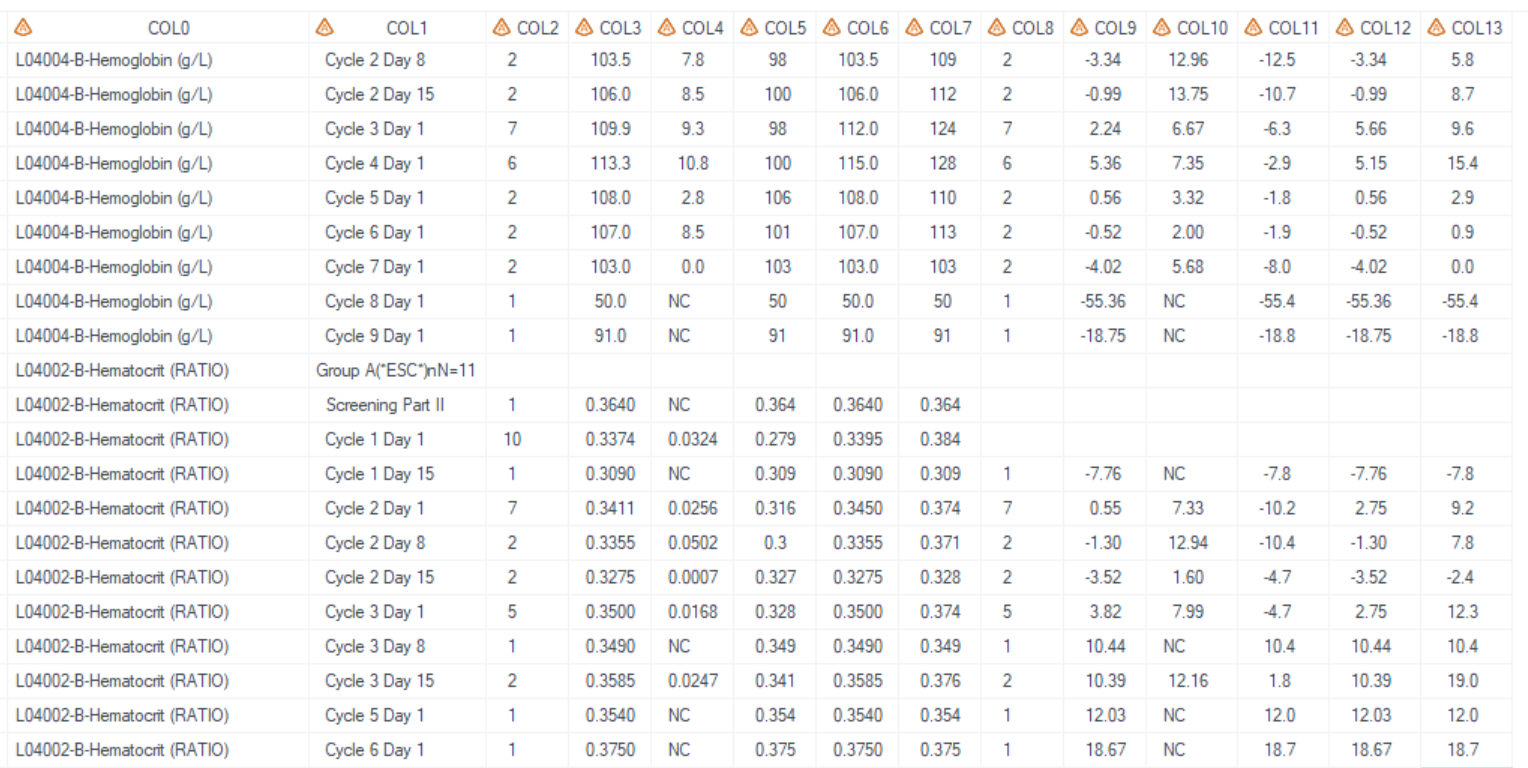 COL0 COL1 COL2 COL3 COL4 COL5 COL6 COL7 COL8 COL9 COL10 COL11 COL12 COL13
L04004-B-Hemoglobin (g/L) Cycle 2 Day 8 2 103.5 7.8 98 103.5 109 2 -3.34 12.96 -12.5 -3.34 5.8
L04004-B-Hemoglobin (g/L) Cycle 2 Day 15 2 106.0 8.5 100 106.0 112 2 -0.99 13.75 -10.7 -0.99 8.7
L04004-B-Hemoglobin (g/L) Cycle 3 Day 1 7 109.9 9.3 98 112.0 124 7 2.24 6.67 -6.3 5.66 9.6
L04004-B-Hemoglobin (g/L) Cycle 4 Day 1 6 113.3 10.8 100 115.0 128 6 5.36 7.35 -2.9 5.15 15.4
L04004-B-Hemoglobin (g/L) Cycle 5 Day 1 2 108.0 2.8 106 108.0 110 2 0.56 3.32 -1.8 0.56 2.9
L04004-B-Hemoglobin (g/L) Cycle 6 Day 1 2 107.0 8.5 101 107.0 113 2 -0.52 2.00 -1.9 -0.52 0.9
L04004-B-Hemoglobin (g/L) Cycle 7 Day 1 2 103.0 0.0 103 103.0 103 2 -4.02 5.68 -8.0 -4.02 0.0
L04004-B-Hemoglobin (g/L) Cycle 8 Day 1 1 50.0 NC 50 50.0 50 1 -55.36 NC -55.4 -55.36 -55.4
L04004-B-Hemoglobin (g/L) Cycle 9 Day 1 1 91.0 NC 91 91.0 91 1 -18.75 NC -18.8 -18.75 -18.8
L04002-B-Hematocrit (RATIO) Group A(*ESC*)nN=11
L04002-B-Hematocrit (RATIO) Screening Part II 1 0.3640 NC 0.364 0.3640 0.364
L04002-B-Hematocrit (RATIO) Cycle 1 Day 1 10 0.3374 0.0324 0.279 0.3395 0.384
L04002-B-Hematocrit (RATIO) Cycle 1 Day 15 1 0.3090 NC 0.309 0.3090 0.309 1 -7.76 NC -7.8 -7.76 -7.8
L04002-B-Hematocrit (RATIO) Cycle 2 Day 1 7 0.3411 0.0256 0.316 0.3450 0.374 7 0.55 7.33 -10.2 2.75 9.2
L04002-B-Hematocrit (RATIO) Cycle 2 Day 8 2 0.3355 0.0502 0.3 0.3355 0.371 2 -1.30 12.94 -10.4 -1.30 7.8
L04002-B-Hematocrit (RATIO) Cycle 2 Day 15 2 0.3275 0.0007 0.327 0.3275 0.328 2 -3.52 1.60 -4.7 -3.52 -2.4
L04002-B-Hematocrit (RATIO) Cycle 3 Day 1 5 0.3500 0.0168 0.328 0.3500 0.374 5 3.82 7.99 -4.7 2.75 12.3
L04002-B-Hematocrit (RATIO) Cycle 3 Day 8 1 0.3490 NC 0.349 0.3490 0.349 1 10.44 NC 10.4 10.44 10.4
L04002-B-Hematocrit (RATIO) Cycle 3 Day 15 2 0.3585 0.0247 0.341 0.3585 0.376 2 10.39 12.16 1.8 10.39 19.0
L04002-B-Hematocrit (RATIO) Cycle 5 Day 1 1 0.3540 NC 0.354 0.3540 0.354 1 12.03 NC 12.0 12.03 12.0
L04002-B-Hematocrit (RATIO) Cycle 6 Day 1 1 0.3750 NC 0.375 0.3750 0.375 1 18.67 NC 18.7 18.67 18.7